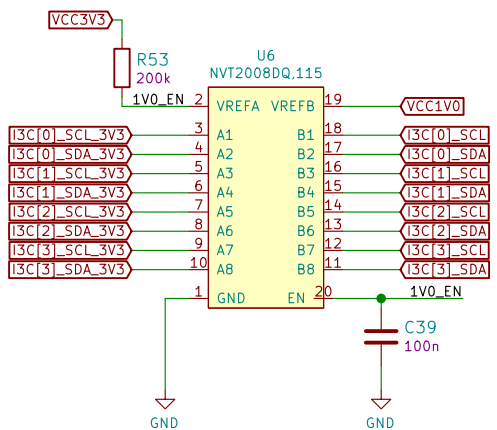 VCC3V3
R53
200k
U6
NVT2008DQ,115
1V0_EN 2 VREFA VREFB 19 VCC1V0
I3C[0]_SCL_3V3 3 A1 B1 18 I3C[0]_SCL
I3C[0]_SDA_3V3 4 A2 B2 17 I3C[0]_SDA
I3C[1]_SCL_3V3 5 A3 B3 16 I3C[1]_SCL
I3C[1]_SDA_3V3 6 A4 B4 15 I3C[1]_SDA
I3C[2]_SCL_3V3 7 A5 B5 14 I3C[2]_SCL
I3C[2]_SDA_3V3 8 A6 B6 13 I3C[2]_SDA
I3C[3]_SCL_3V3 9 A7 B7 12 I3C[3]_SCL
I3C[3]_SDA_3V3 10 A8 B8 11 I3C[3]_SDA
1 GND EN 20 1V0_EN
C39
100n
GND GND